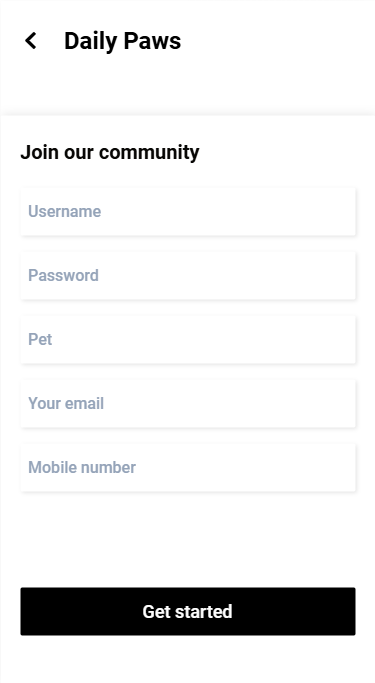 Daily Paws
Join our community
Username
Password
Pet
Your email
Mobile number
Get started